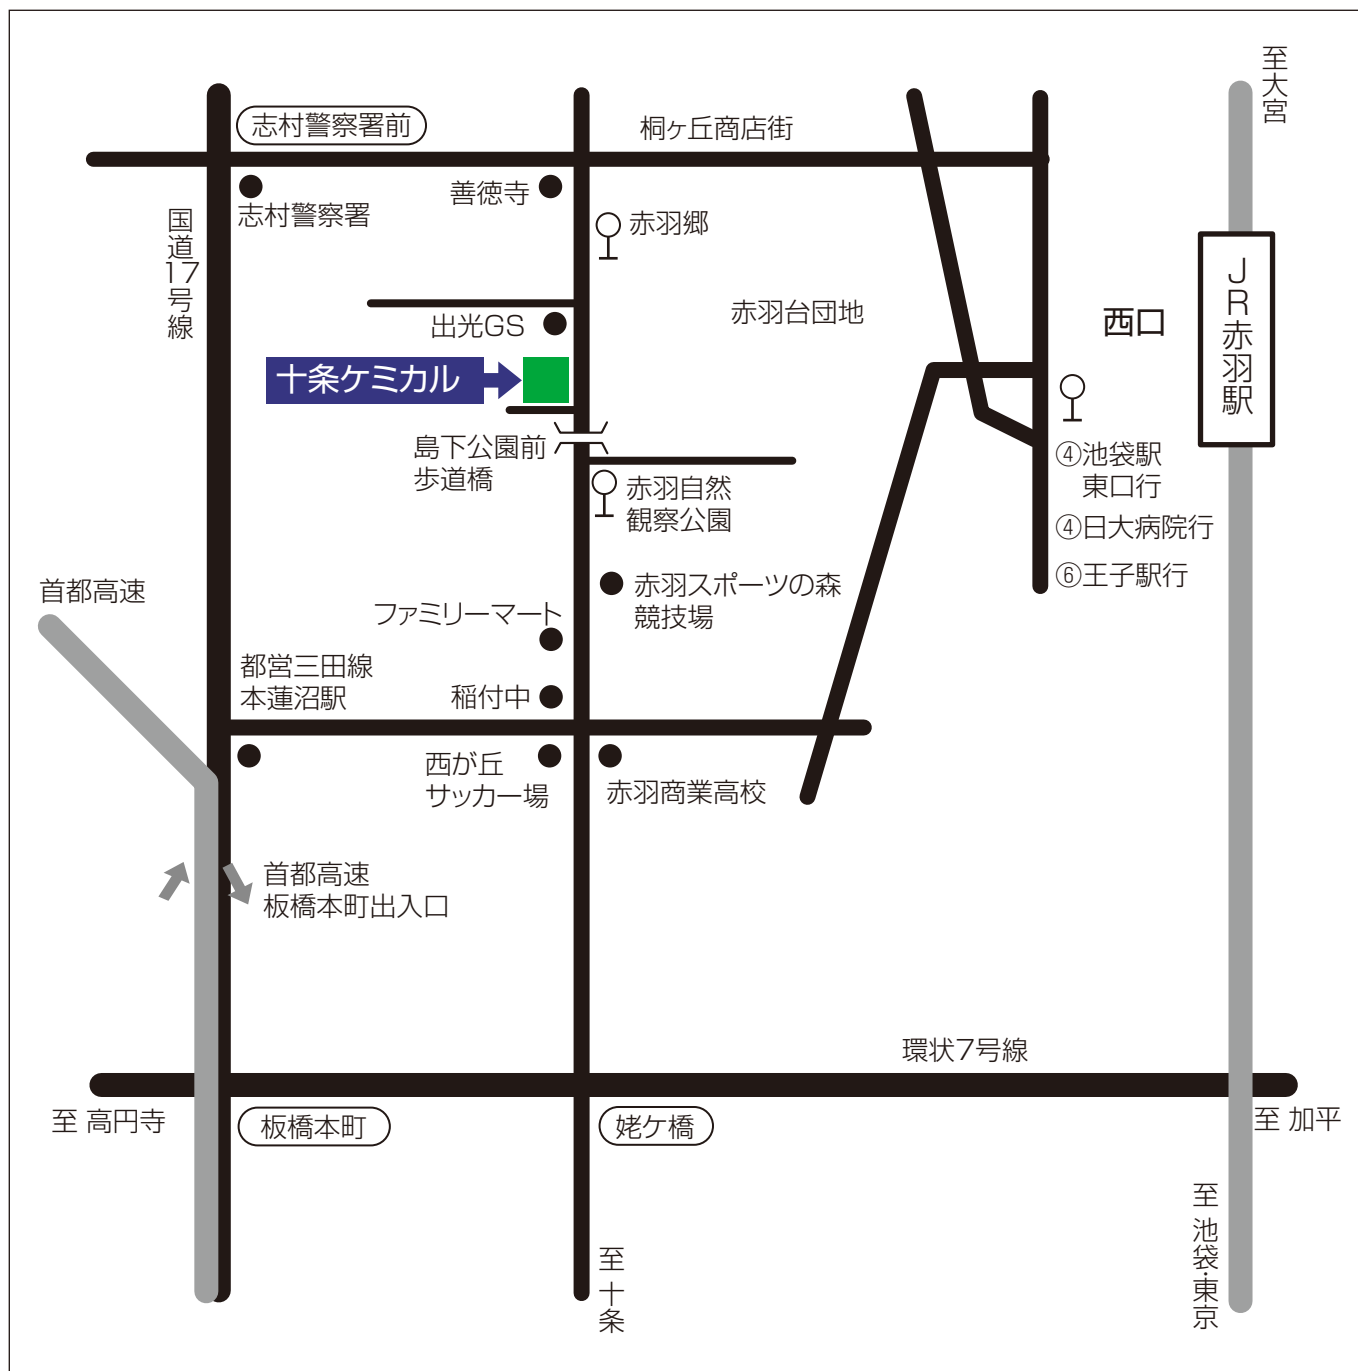 至大宮
志村警察署前
桐ヶ丘商店街
志村警察署
善徳寺
赤羽郷
国道17号線
出光GS
赤羽台団地
西口
JR赤羽駅
十条ケミカル
島下公園前
歩道橋
赤羽自然
観察公園
④池袋駅
東口行
④日大病院行
⑥王子駅行
首都高速
ファミリーマート
赤羽スポーツの森
競技場
都営三田線
本蓮沼駅
稲付中
西が丘
サッカー場
赤羽商業高校
首都高速
板橋本町出入口
環状7号線
至 高円寺
板橋本町
姥ケ橋
至 加平
至 十条
至 池袋・東京